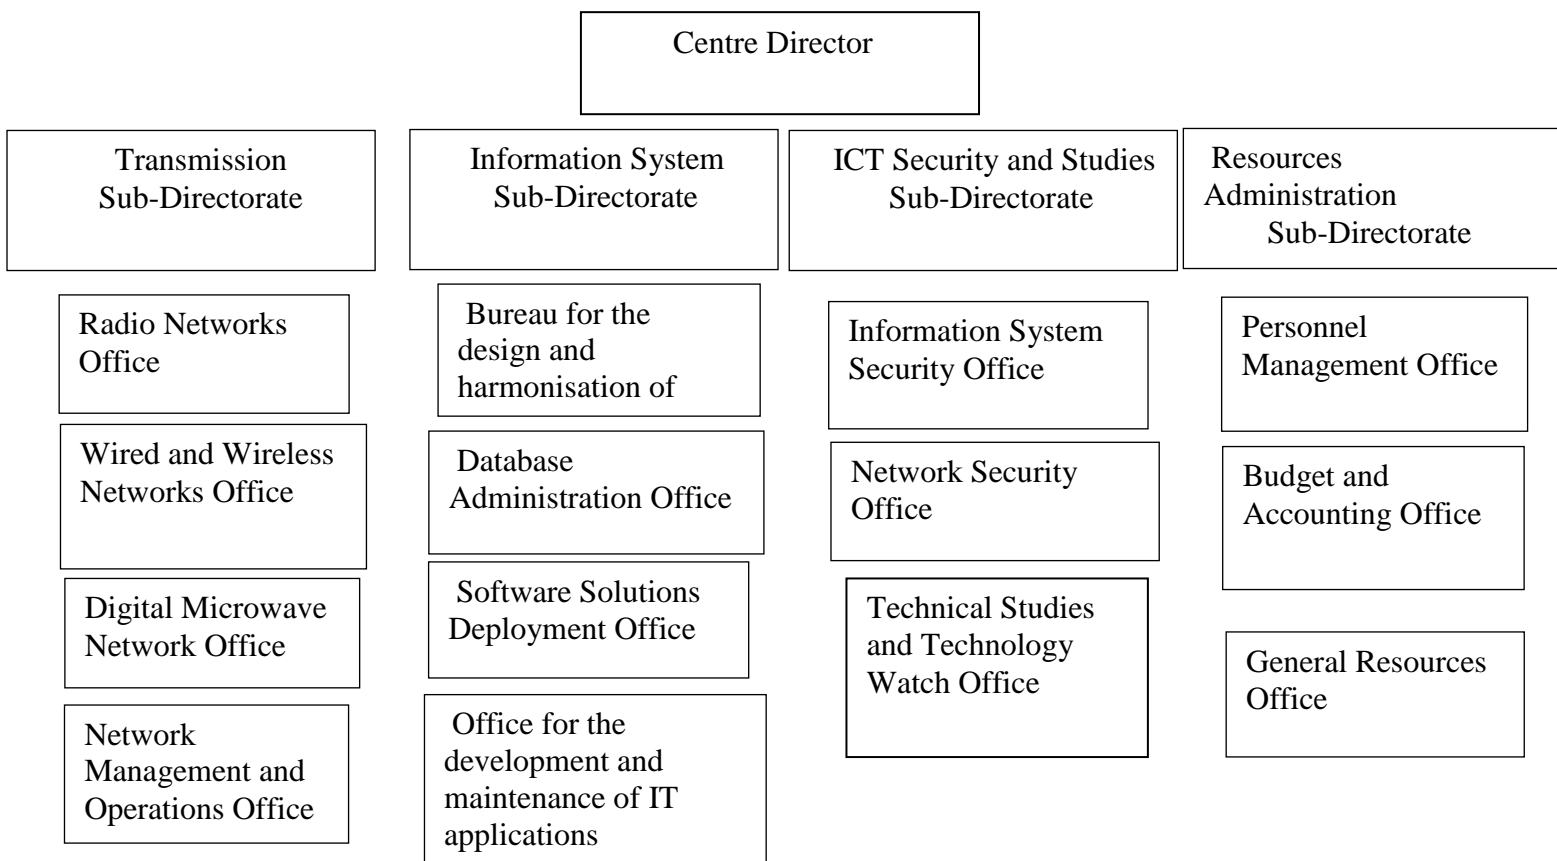 Centre Director
Transmission
Sub-Directorate
Information System
Sub-Directorate
ICT Security and Studies
Sub-Directorate
Resources
Administration
Sub-Directorate
Radio Networks
Office
Wired and Wireless
Networks Office
Digital Microwave
Network Office
Network
Management and
Operations Office
Bureau for the
design and
harmonisation of
Database
Administration Office
Software Solutions
Deployment Office
Office for the
development and
maintenance of IT
applications
Information System
Security Office
Network Security
Office
Technical Studies
and Technology
Watch Office
Personnel
Management Office
Budget and
Accounting Office
General Resources
Office